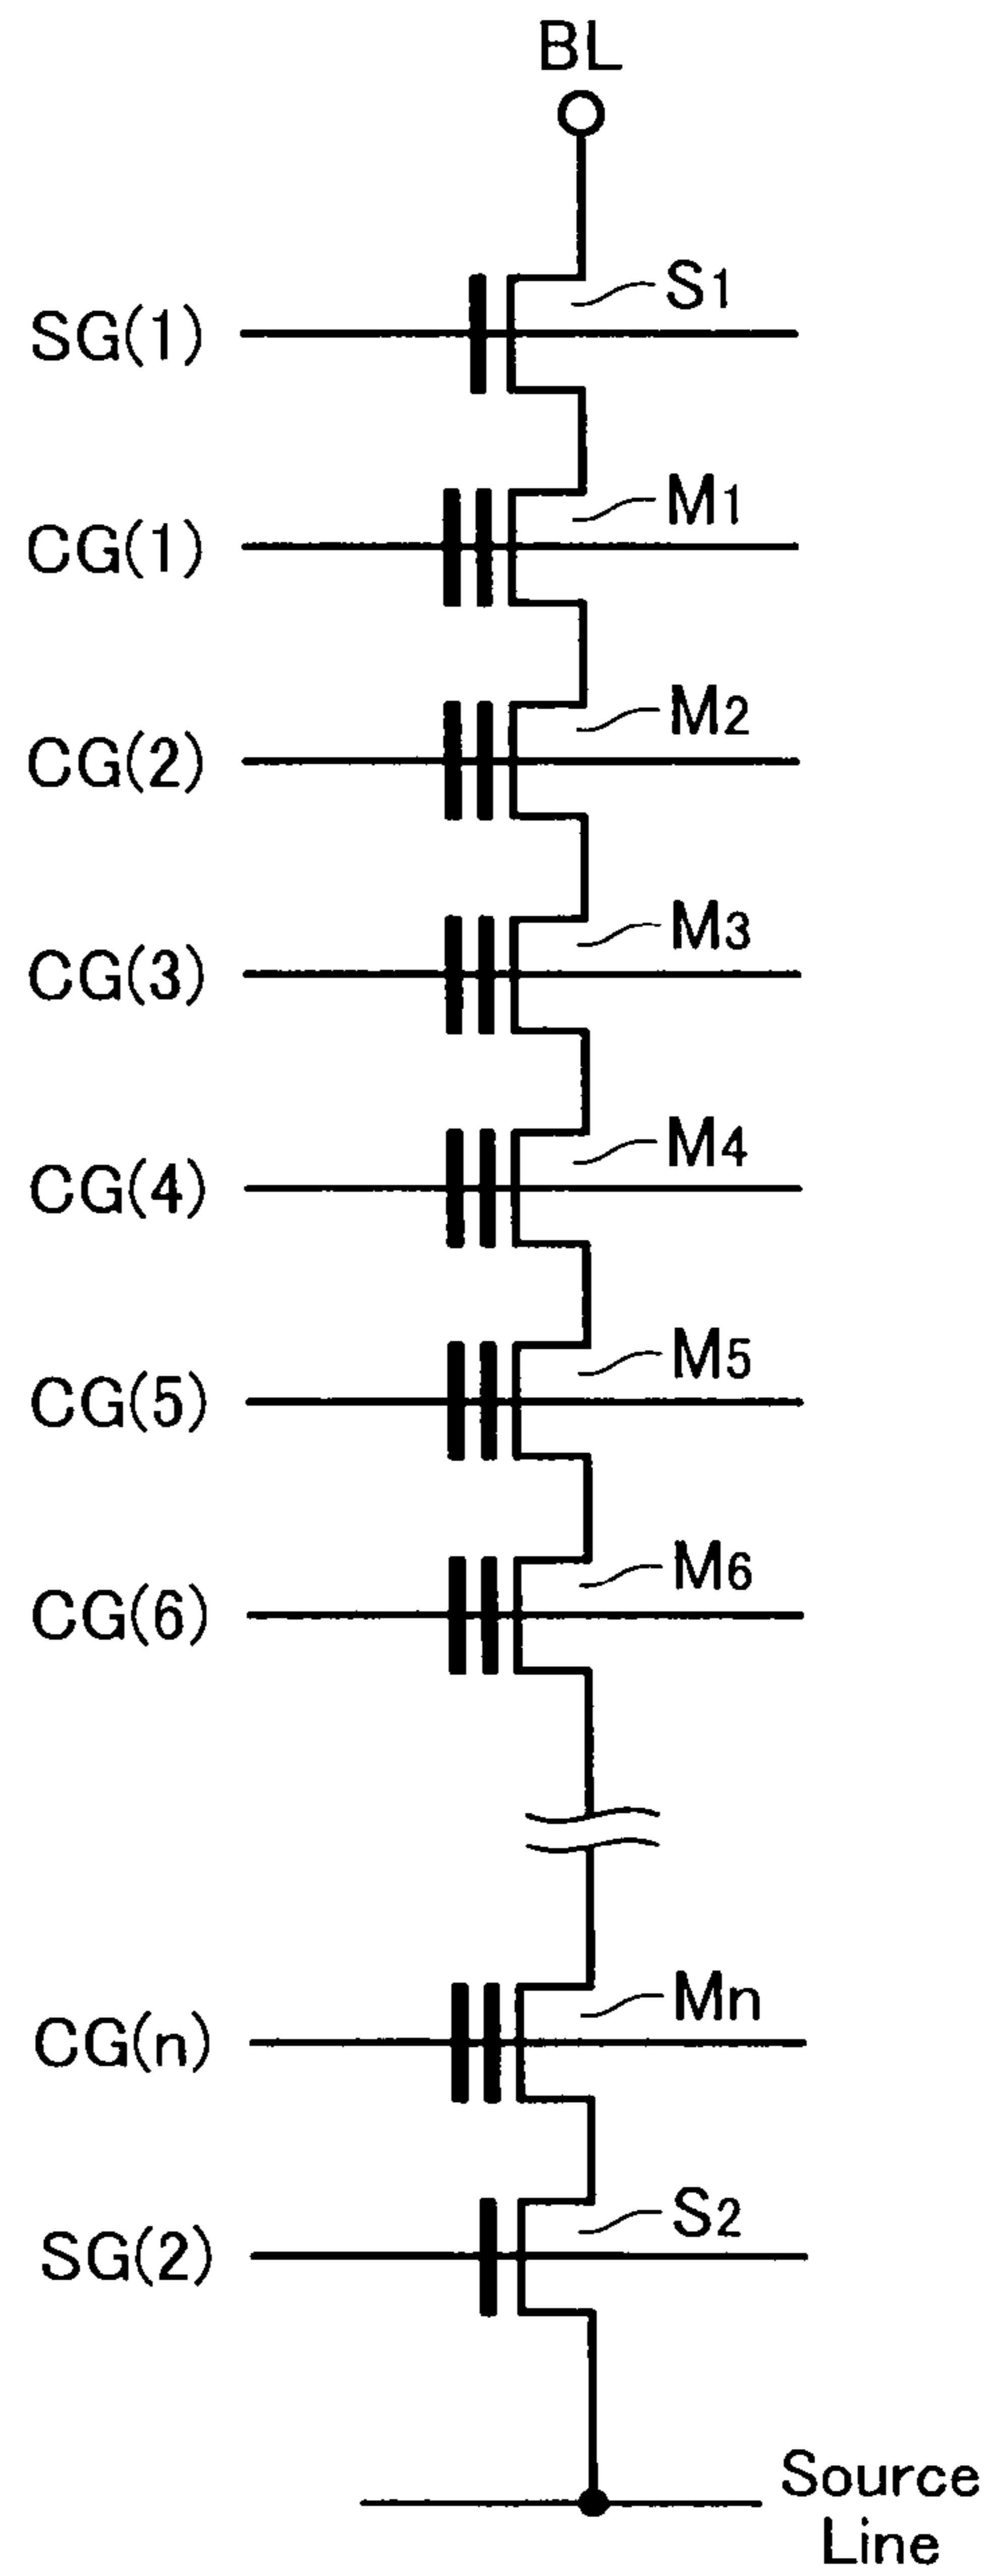 BL
S1
SG(1)
M1
CG(1)
M2
CG(2)
M3
CG(3)
M4
CG(4)
M5
CG(5)
M6
CG(6)
Mn
CG(n)
S2
SG(2)
Source
Line